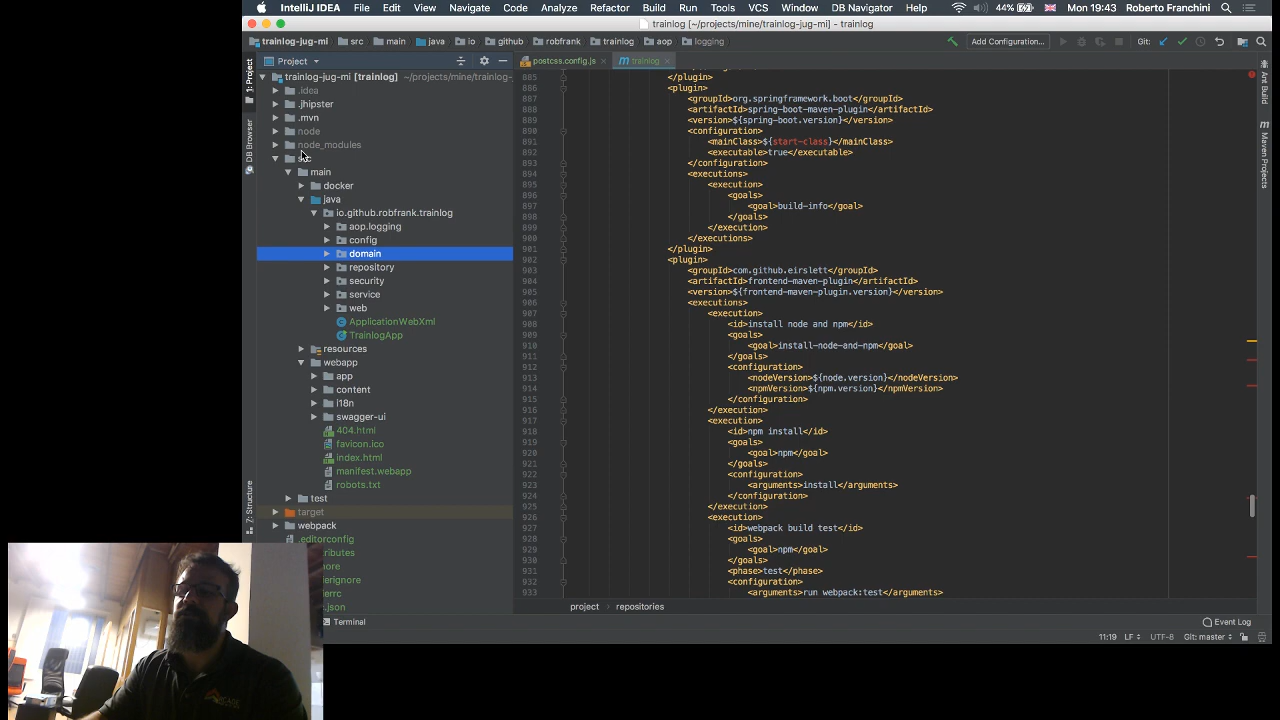 IntelliJ IDEA File Edit View Navigate Code Analyze Refactor Build Run Tools VCS DB Navigator Help 44% Mon 19:43 Roberto Franchini
trainlog [~/projects/mine/trainlog-jug-mi] - trainlog
trainlog-jug-mi src main java io github robfrank trainlog aop logging Add Configuration... Git:
Project
postcss.config.js
trainlog
1: Project
DB Browser
Z: Structure
Ant Build
Maven Projects
trainlog-jug-mi [trainlog] ~/projects/mine/trainlog-
.idea
.jhipster
.mvn
node
node_modules
main
docker
java
io.github.robfrank.trainlog
aop.logging
config
domain
repository
security
service
web
ApplicationWebXml
TrainlogApp
resources
webapp
app
content
i18n
swagger-ui
404.html
favicon.ico
index.html
manifest.webapp
robots.txt
test
target
webpack
.editorconfig
885 </plugin>
886 <plugin>
887 <groupId>org.springframework.boot</groupId>
888 <artifactId>spring-boot-maven-plugin</artifactId>
889 <version>${spring-boot.version}</version>
890 <configuration>
891 <mainClass>${start-class}</mainClass>
892 <executable>true</executable>
893 </configuration>
894 <executions>
895 <execution>
896 <goals>
897 <goal>build-info</goal>
898 </goals>
899 </execution>
900 </executions>
901 </plugin>
902 <plugin>
903 <groupId>com.github.eirslett</groupId>
904 <artifactId>frontend-maven-plugin</artifactId>
905 <version>${frontend-maven-plugin.version}</version>
906 <executions>
907 <execution>
908 <id>install node and npm</id>
909 <goals>
910 <goal>install-node-and-npm</goal>
911 </goals>
912 <configuration>
913 <nodeVersion>${node.version}</nodeVersion>
914 <npmVersion>${npm.version}</npmVersion>
915 </configuration>
916 </execution>
917 <execution>
918 <id>npm install</id>
919 <goals>
920 <goal>npm</goal>
921 </goals>
922 <configuration>
923 <arguments>install</arguments>
924 </configuration>
925 </execution>
926 <execution>
927 <id>webpack build test</id>
928 <goals>
929 <goal>npm</goal>
930 </goals>
931 <phase>test</phase>
932 <configuration>
933 <arguments>run webpack:test</arguments>
project repositories
Terminal
Event Log
11:19 LF UTF-8 Git: master